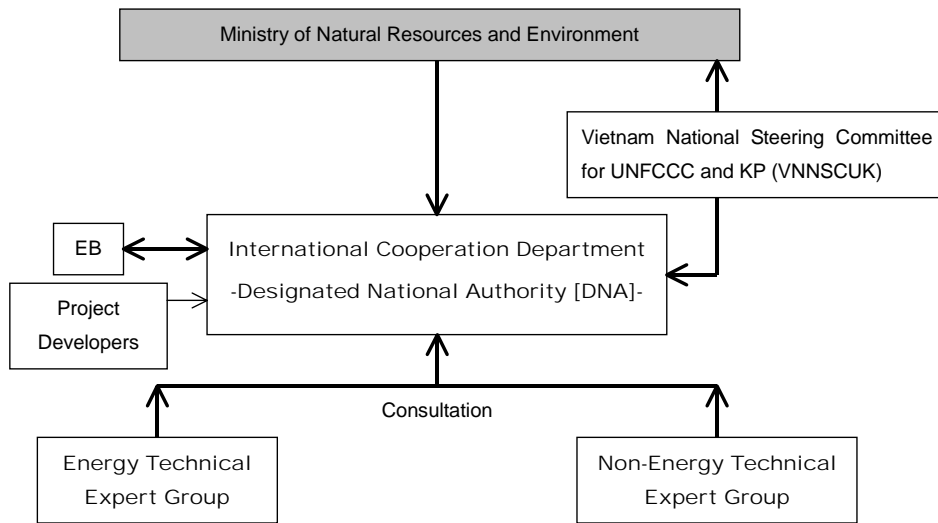 Ministry of Natural Resources and Environment
Vietnam National Steering Committee
for UNFCCC and KP (VNNSCUK)
EB
International Cooperation Department
-Designated National Authority [DNA]-
Project
Developers
Consultation
Energy Technical
Expert Group
Non-Energy Technical
Expert Group